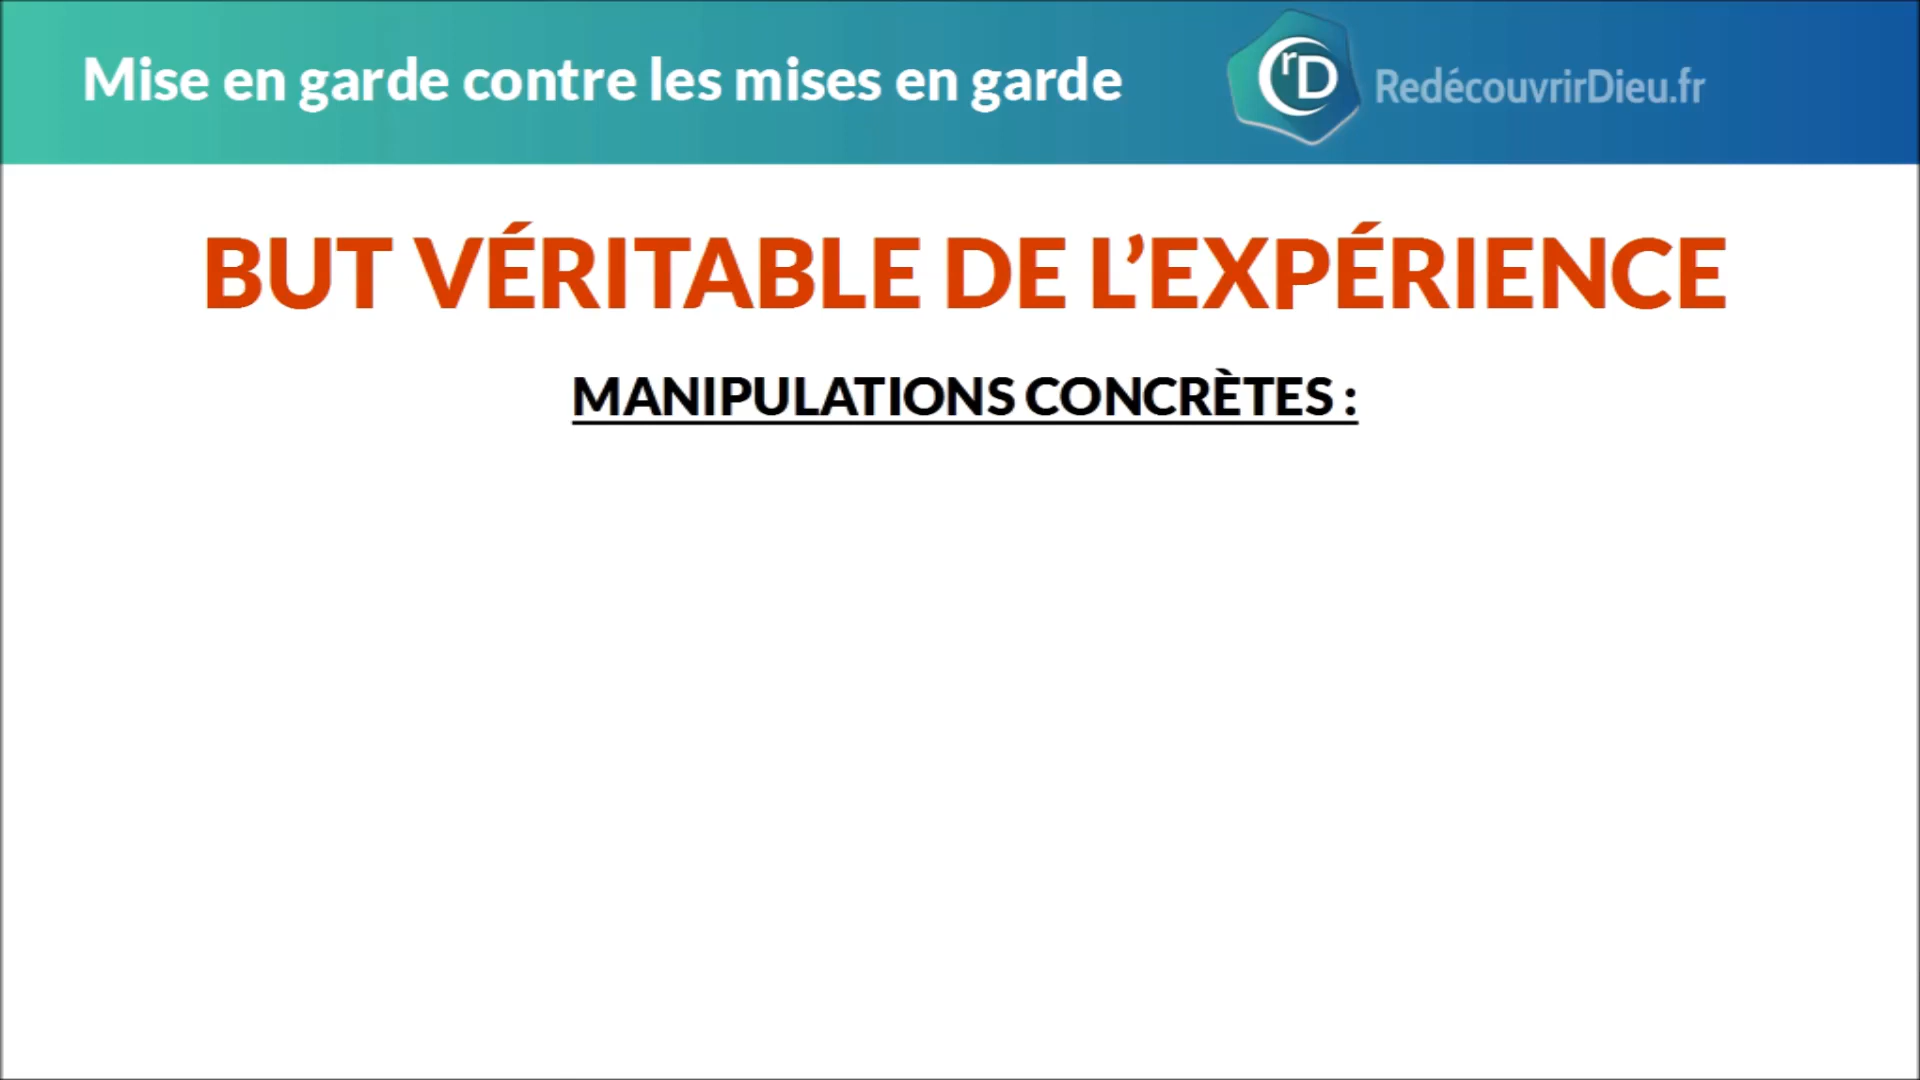 Mise en garde contre les mises en garde
rD RedécouvrirDieu.fr
BUT VÉRITABLE DE L’EXPÉRIENCE
MANIPULATIONS CONCRÈTES :